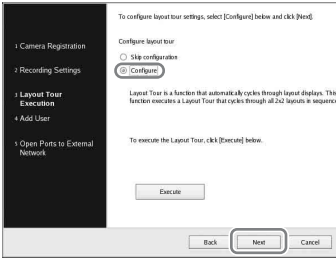 To configure layout tour settings, select [Configure] below and click [Next].
Configure layout tour
Skip configuration
Configure
Layout Tour is a function that automatically cycles through layout displays. This
function executes a Layout Tour that cycles through all 2x2 layouts in sequence
To execute the Layout Tour, click [Execute] below.
Execute
1 Camera Registration
2 Recording Settings
3 Layout Tour
Execution
4 Add User
5 Open Ports to External
Network
Back
Next
Cancel